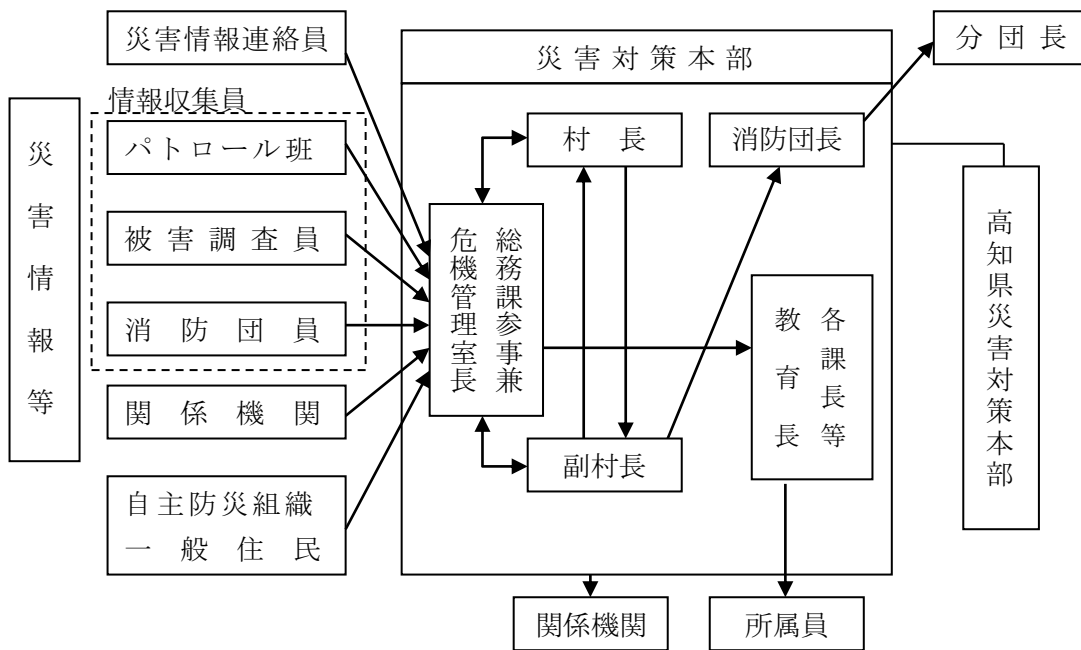 災害情報等
災害情報連絡員
情報収集員
パトロール班
被害調査員
消防団員
関係機関
自主防災組織
一般住民
災害対策本部
村長
消防団長
総務課参事兼
危機管理室長
副村長
各課長等
教育長
分団長
高知県災害対策本部
関係機関
所属員